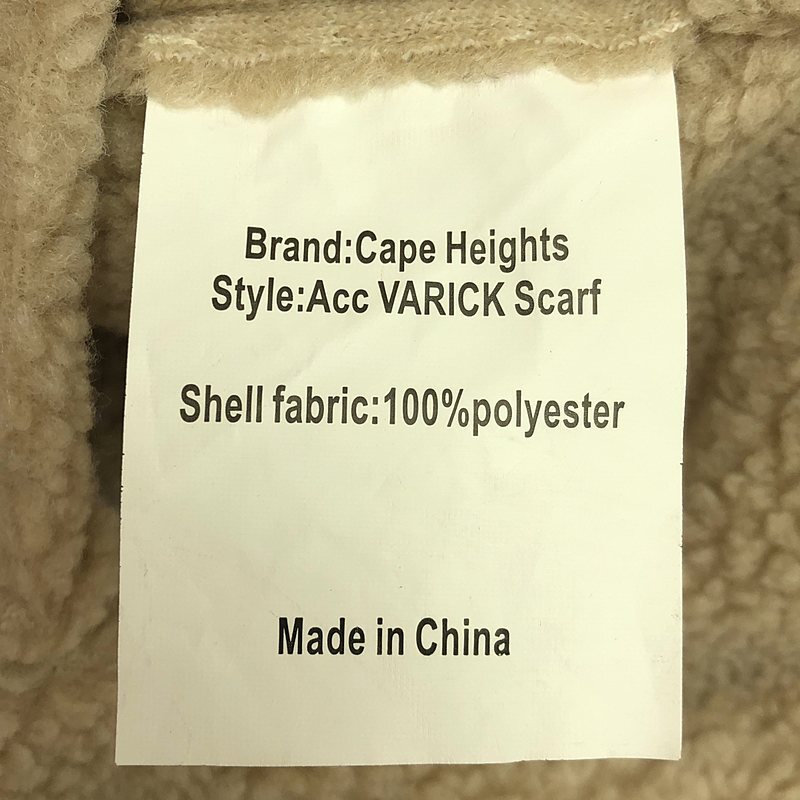 Brand:Cape Heights
Style:Acc VARICK Scarf
Shell fabric:100%polyester
Made in China